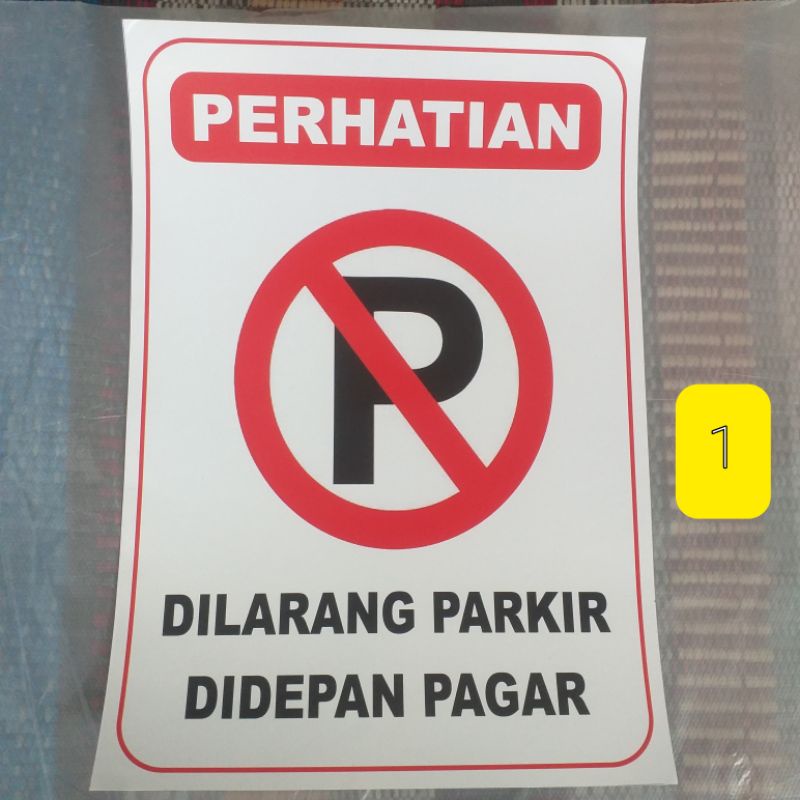 PERHATIAN
P
DILARANG PARKIR
DIDEPAN PAGAR
1